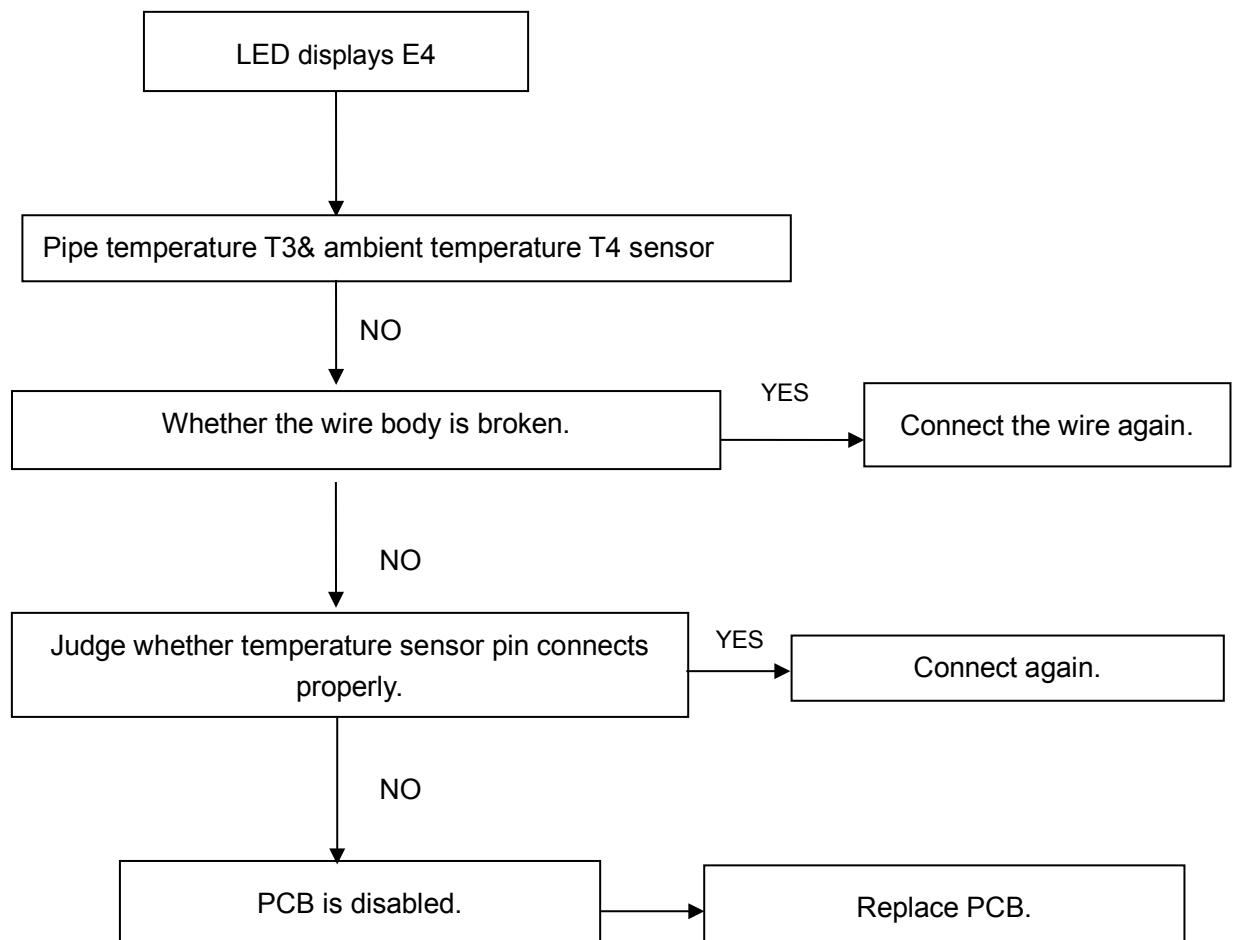 LED displays E4
Pipe temperature T3& ambient temperature T4 sensor
NO
Whether the wire body is broken.
YES
Connect the wire again.
NO
Judge whether temperature sensor pin connects
properly.
YES
Connect again.
NO
PCB is disabled.
Replace PCB.